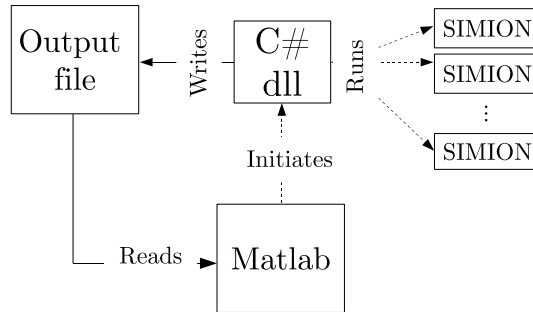 Output
file
Writes
C#
dll
Runs
SIMION
SIMION
⋮
SIMION
Initiates
Reads
Matlab